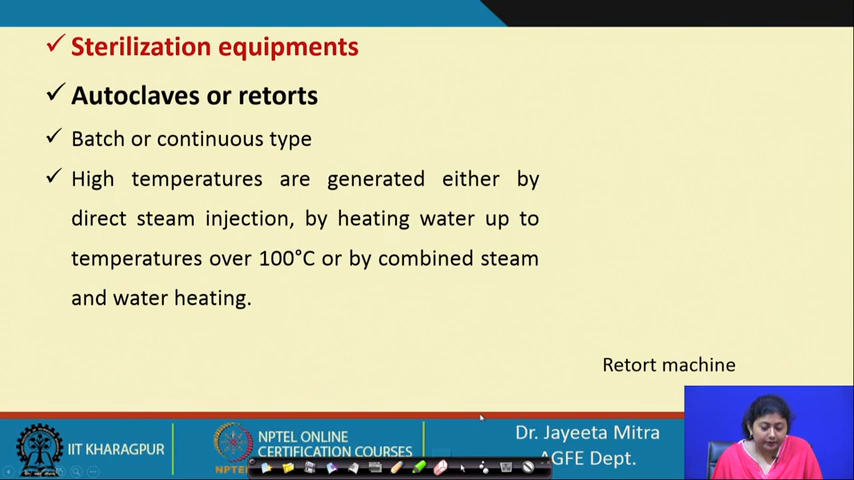 ✓ Sterilization equipments
✓ Autoclaves or retorts
✓ Batch or continuous type
✓ High temperatures are generated either by
direct steam injection, by heating water up to
temperatures over 100°C or by combined steam
and water heating.
Retort machine
IIT KHARAGPUR
NPTEL
NPTEL ONLINE
CERTIFICATION COURSES
Dr. Jayeeta Mitra
AGFE Dept.